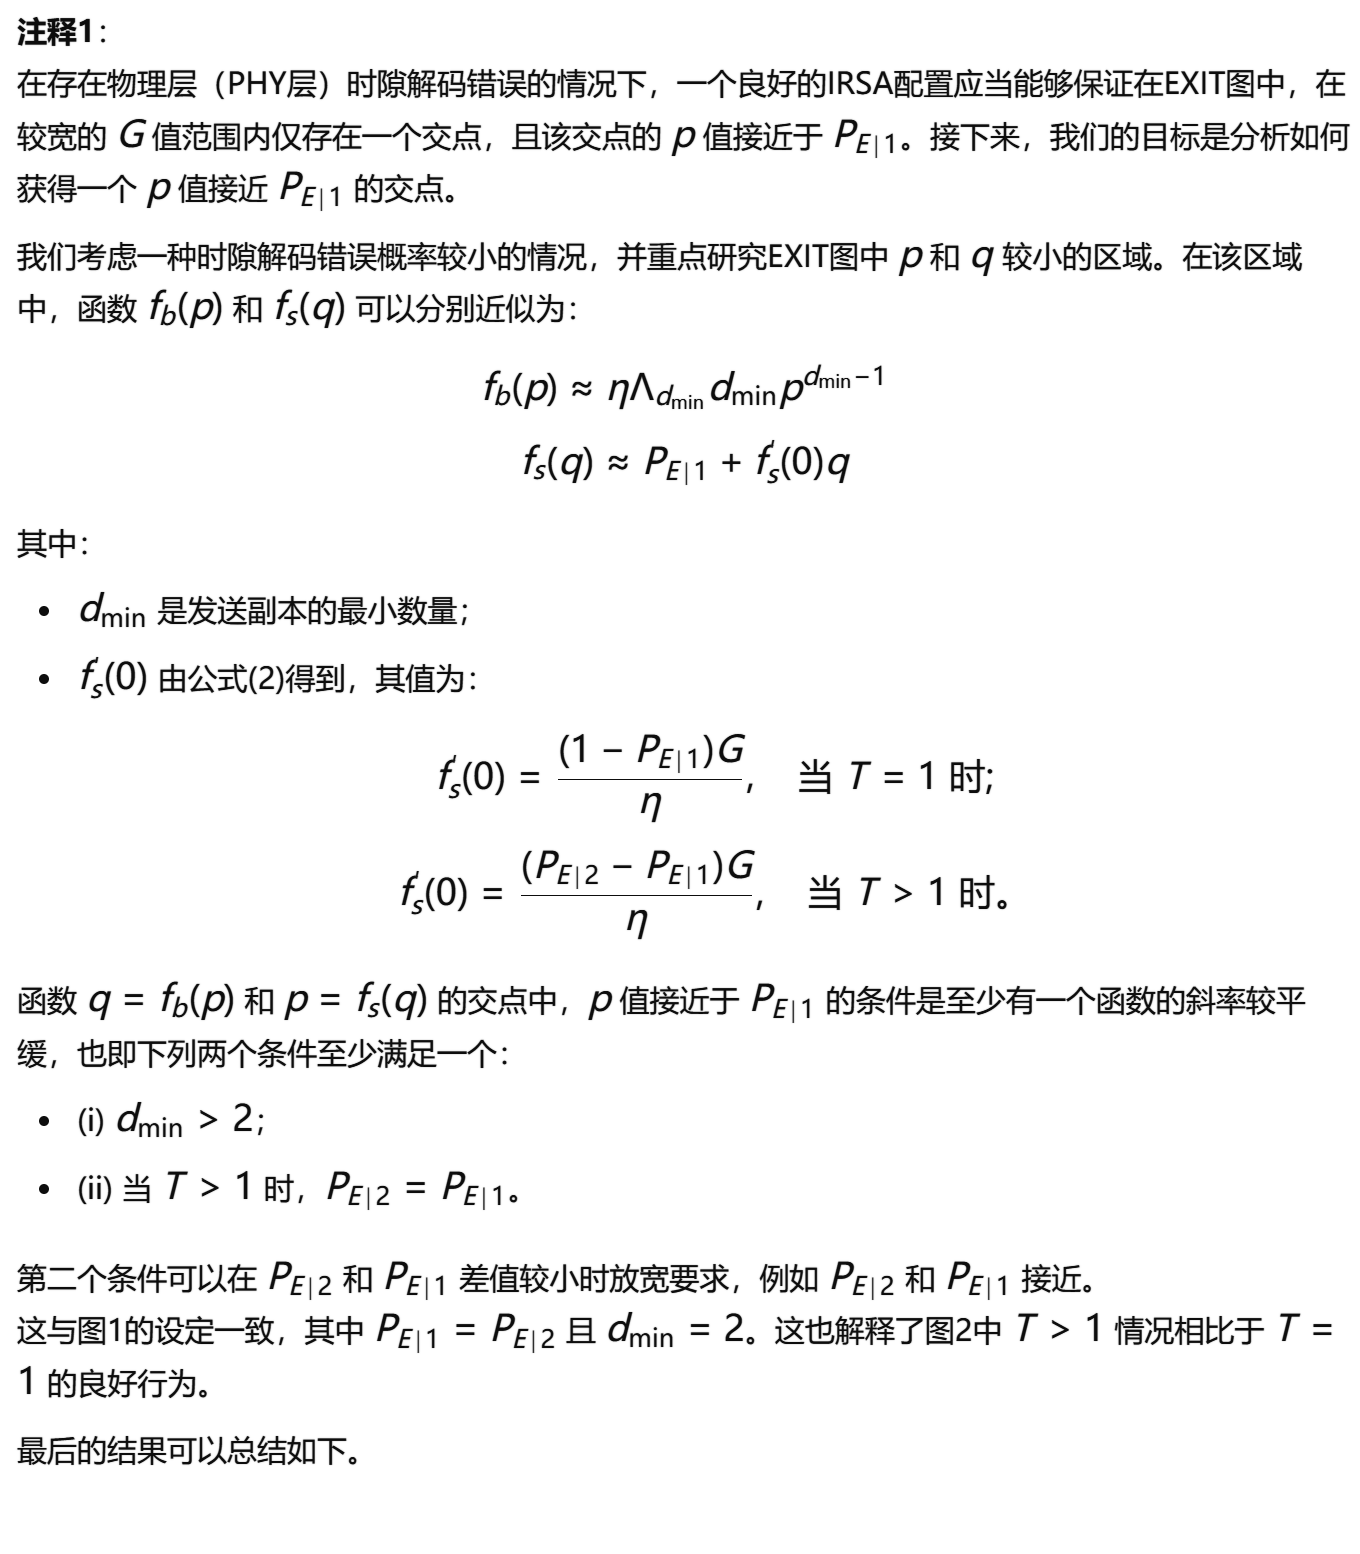 注释1：
在存在物理层（PHY层）时隙解码错误的情况下，一个良好的IRSA配置应当能够保证在EXIT图中，在
较宽的 G 值范围内仅存在一个交点，且该交点的 p 值接近于 P_{E|1}。接下来，我们的目标是分析如何
获得一个 p 值接近 P_{E|1} 的交点。
我们考虑一种时隙解码错误概率较小的情况，并重点研究EXIT图中 p 和 q 较小的区域。在该区域
中，函数 f_b(p) 和 f_s(q) 可以分别近似为：
f_b(p) ≈ ηΛ_{d_{min}} d_{min} p^{d_{min}−1}
f_s(q) ≈ P_{E|1} + f_s'(0)q
其中：
• d_{min} 是发送副本的最小数量；
• f_s'(0) 由公式(2)得到，其值为：
f_s'(0) = \frac{(1 − P_{E|1})G}{η}, 当 T = 1 时;
f_s'(0) = \frac{(P_{E|2} − P_{E|1})G}{η}, 当 T > 1 时。
函数 q = f_b(p) 和 p = f_s(q) 的交点中，p 值接近于 P_{E|1} 的条件是至少有一个函数的斜率较平
缓，也即下列两个条件至少满足一个：
• (i) d_{min} > 2；
• (ii) 当 T > 1 时，P_{E|2} = P_{E|1}。
第二个条件可以在 P_{E|2} 和 P_{E|1} 差值较小时放宽要求，例如 P_{E|2} 和 P_{E|1} 接近。
这与图1的设定一致，其中 P_{E|1} = P_{E|2} 且 d_{min} = 2。这也解释了图2中 T > 1 情况相比于 T =
1 的良好行为。
最后的结果可以总结如下。